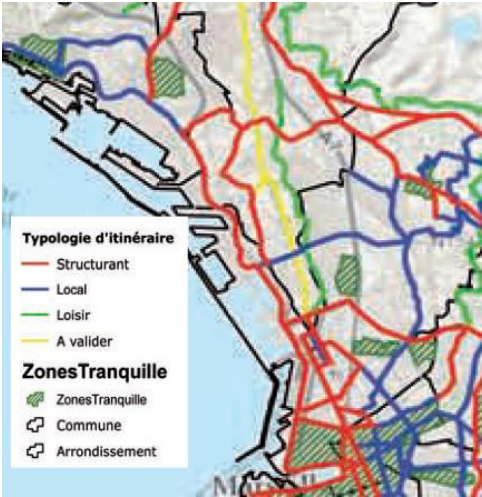 Typologie d'itinéraire
Structurant
Local
Loisir
A valider
ZonesTranquille
ZonesTranquille
Commune
Arrondissement